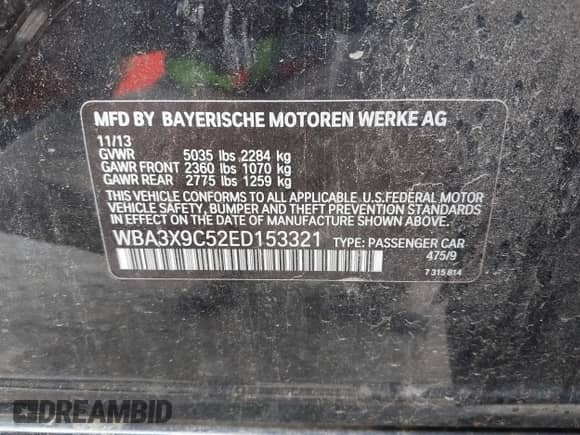 MFD BY BAYERISCHE MOTOREN WERKE AG
11/13
GVWR 5035 lbs 2284 kg
GAWR FRONT 2360 lbs 1070 kg
GAWR REAR 2775 lbs 1259 kg
THIS VEHICLE CONFORMS TO ALL APPLICABLE U.S.FEDERAL MOTOR
VEHICLE SAFETY, BUMPER AND THEFT PREVENTION STANDARDS
IN EFFECT ON THE DATE OF MANUFACTURE SHOWN ABOVE.
WBA3X9C52ED153321 TYPE: PASSENGER CAR
475/9
7 315 814
DREAMBID